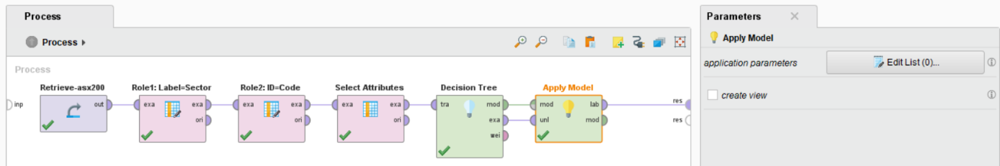 Process
Parameters
Process
Apply Model
application parameters
Edit List (0)...
create view
Process
inp
Retrieve-asx200
out
Role1: Label=Sector
exa
exa
ori
Role2: ID=Code
exa
exa
ori
Select Attributes
exa
exa
ori
Decision Tree
tra
mod
exa
wei
Apply Model
mod
lab
unl
mod
res
res